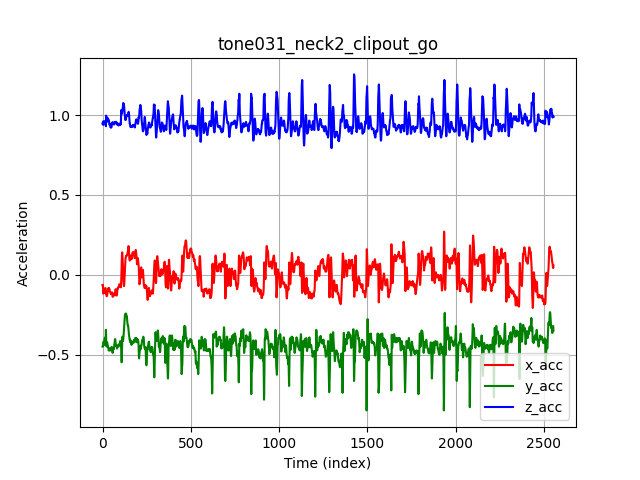 tone031_neck2_clipout_go
1.0
0.5
0.0
−0.5
Acceleration
0
500
1000
1500
2000
2500
Time (index)
x_acc
y_acc
z_acc